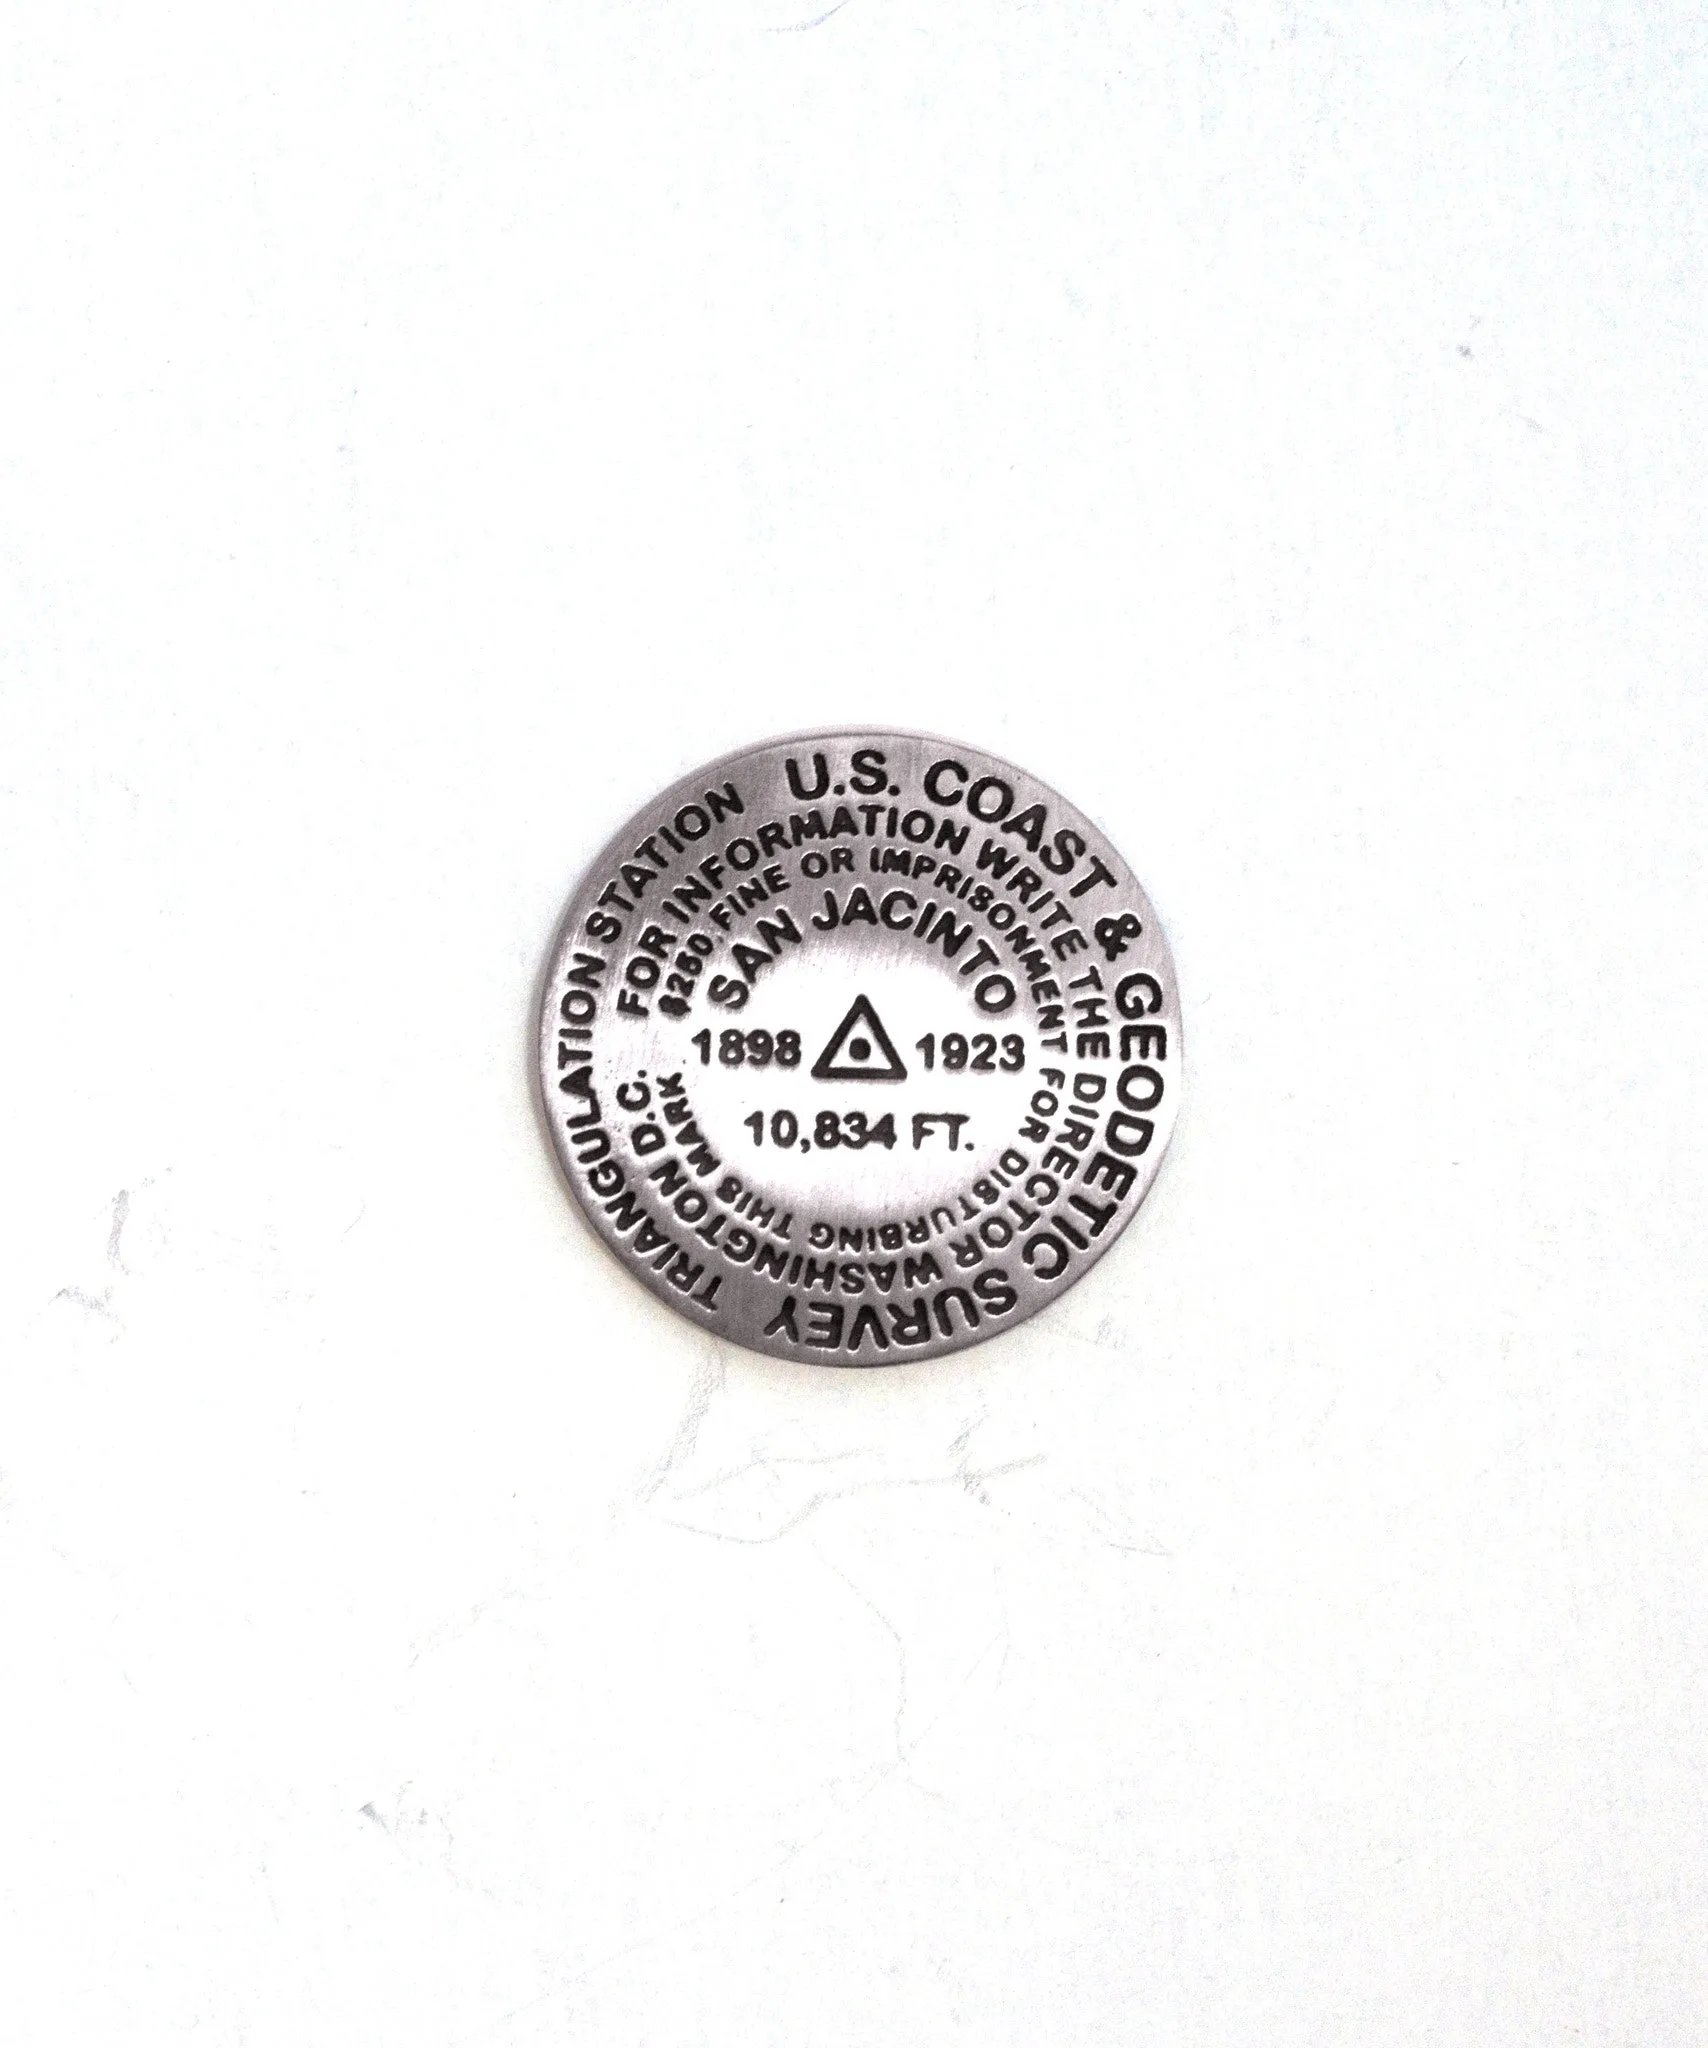 U.S. COAST & GEODETIC SURVEY
TRIANGULATION STATION
FOR INFORMATION WRITE THE DIRECTOR WASHINGTON D.C.
$250. FINE OR IMPRISONMENT FOR DISTURBING THIS MARK
SAN JACINTO
1898 1923
10,834 FT.